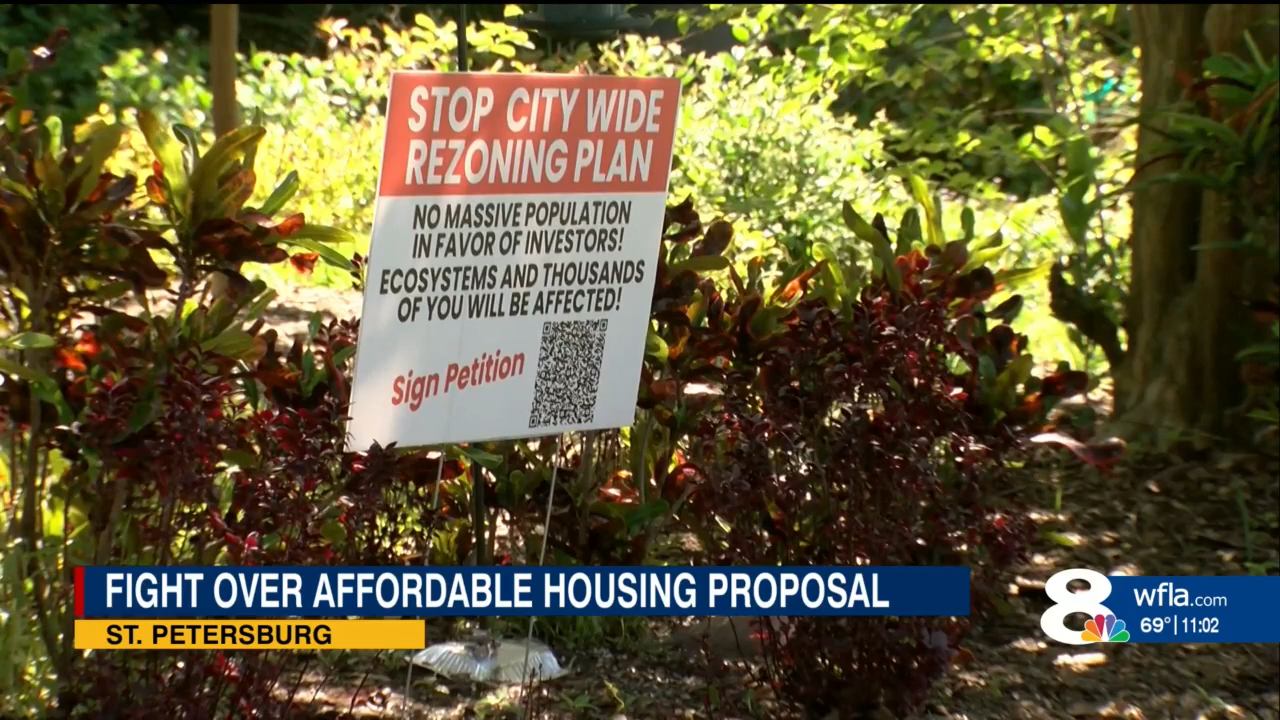 STOP CITY WIDE
REZONING PLAN
NO MASSIVE POPULATION
IN FAVOR OF INVESTORS!
ECOSYSTEMS AND THOUSANDS
OF YOU WILL BE AFFECTED!
Sign Petition
FIGHT OVER AFFORDABLE HOUSING PROPOSAL
ST. PETERSBURG
8 wfla.com
69° | 11:02